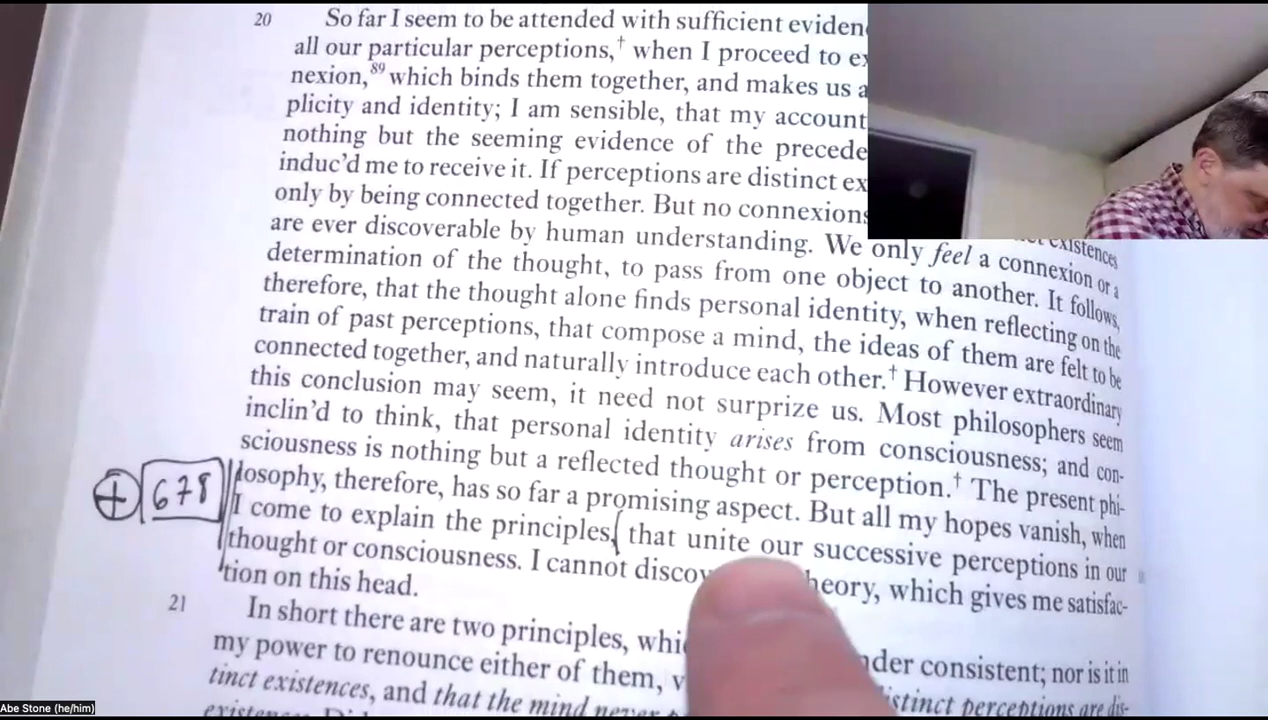 20 So far I seem to be attended with sufficient eviden
all our particular perceptions,† when I proceed to ex
nexion,89 which binds them together, and makes us a
plicity and identity; I am sensible, that my account
nothing but the seeming evidence of the precede
induc'd me to receive it. If perceptions are distinct ex
only by being connected together. But no connexions existences
are ever discoverable by human understanding. We only feel a connexion or a
determination of the thought, to pass from one object to another. It follows,
therefore, that the thought alone finds personal identity, when reflecting on the
train of past perceptions, that compose a mind, the ideas of them are felt to be
connected together, and naturally introduce each other.† However extraordinary
this conclusion may seem, it need not surprize us. Most philosophers seem
inclin'd to think, that personal identity arises from consciousness; and con-
sciousness is nothing but a reflected thought or perception.† The present phi-
678 losophy, therefore, has so far a promising aspect. But all my hopes vanish, when
I come to explain the principles, that unite our successive perceptions in our
thought or consciousness. I cannot discov heory, which gives me satisfac-
tion on this head.
21 In short there are two principles, whi nder consistent; nor is it in
my power to renounce either of them, v istinct perceptions are dis-
tinct existences, and that the mind never
Abe Stone (he/him)